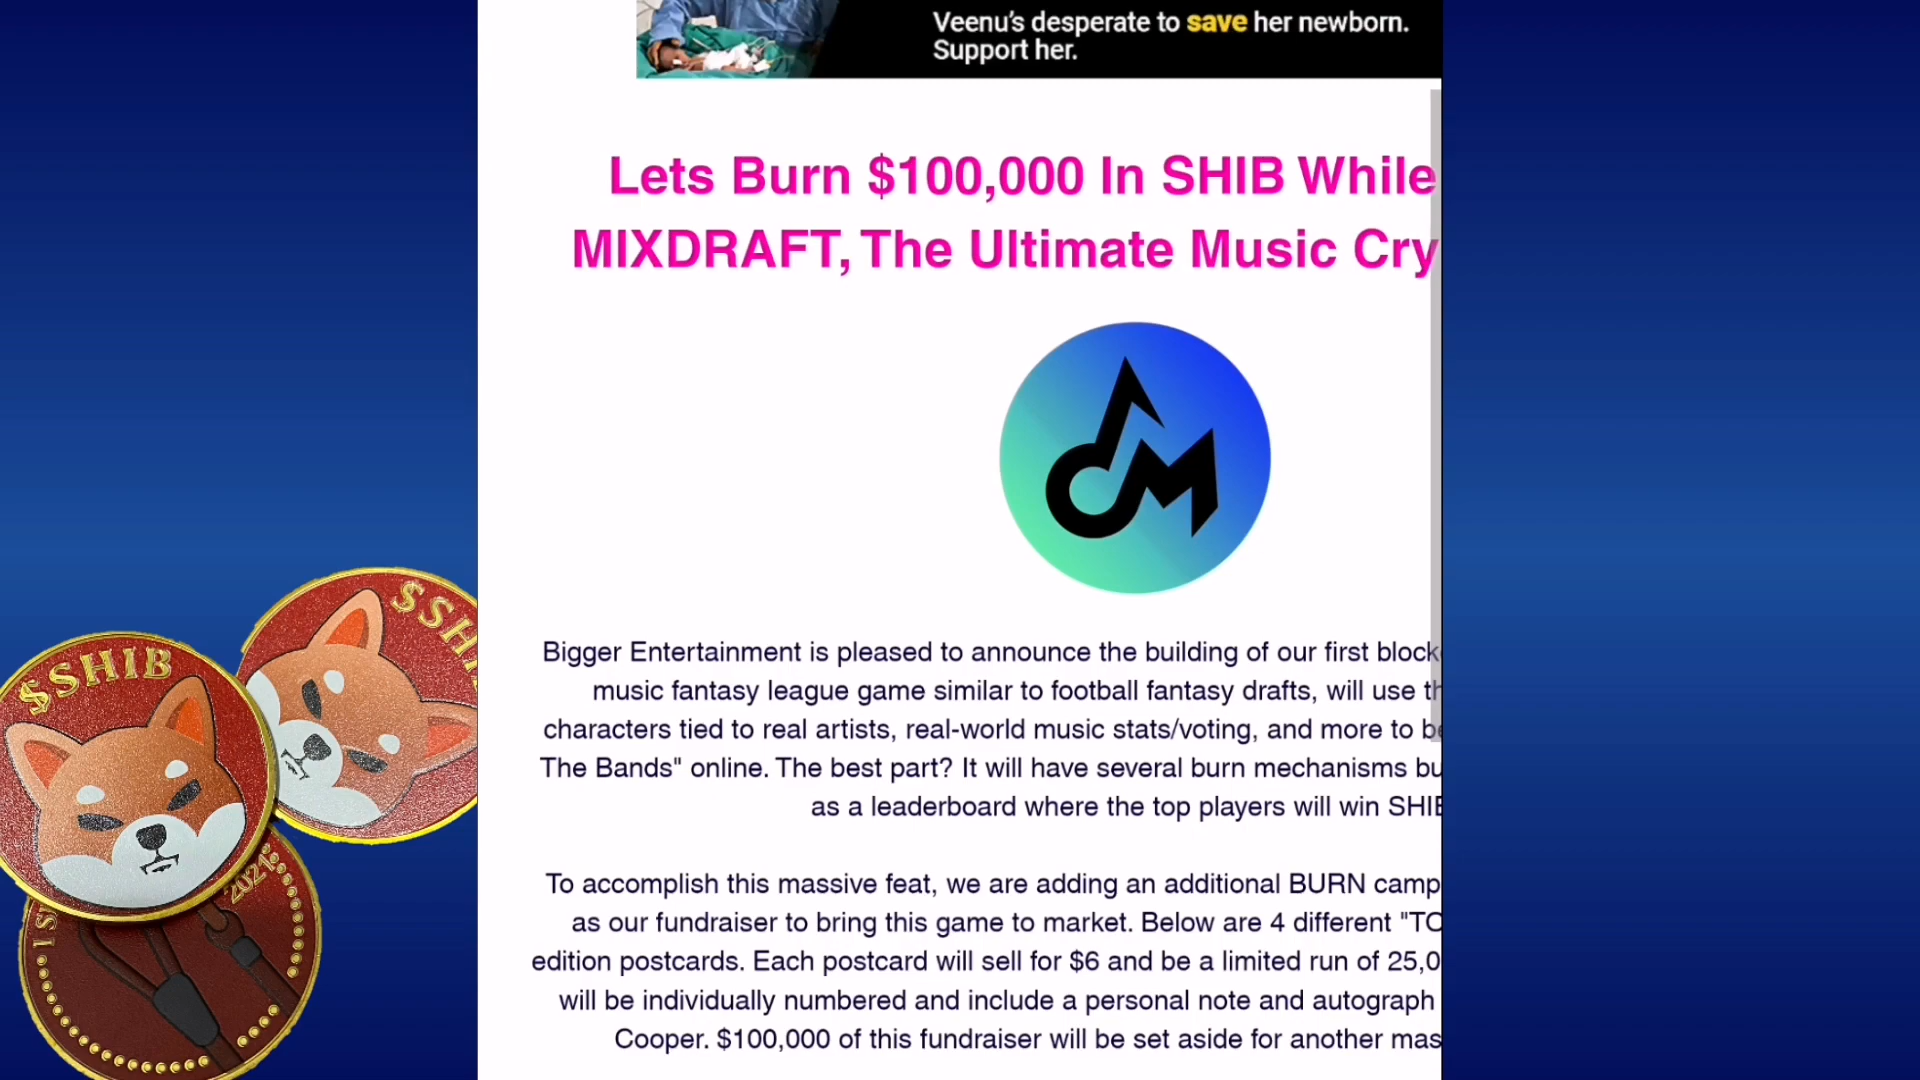 Veenu's desperate to save her newborn.
Support her.
Lets Burn $100,000 In SHIB While
MIXDRAFT, The Ultimate Music Cry
Bigger Entertainment is pleased to announce the building of our first block
music fantasy league game similar to football fantasy drafts, will use th
characters tied to real artists, real-world music stats/voting, and more to be
The Bands" online. The best part? It will have several burn mechanisms bu
as a leaderboard where the top players will win SHIB
To accomplish this massive feat, we are adding an additional BURN camp
as our fundraiser to bring this game to market. Below are 4 different "TO
edition postcards. Each postcard will sell for $6 and be a limited run of 25,0
will be individually numbered and include a personal note and autograph
Cooper. $100,000 of this fundraiser will be set aside for another mas
$SHIB
$SHI
2021